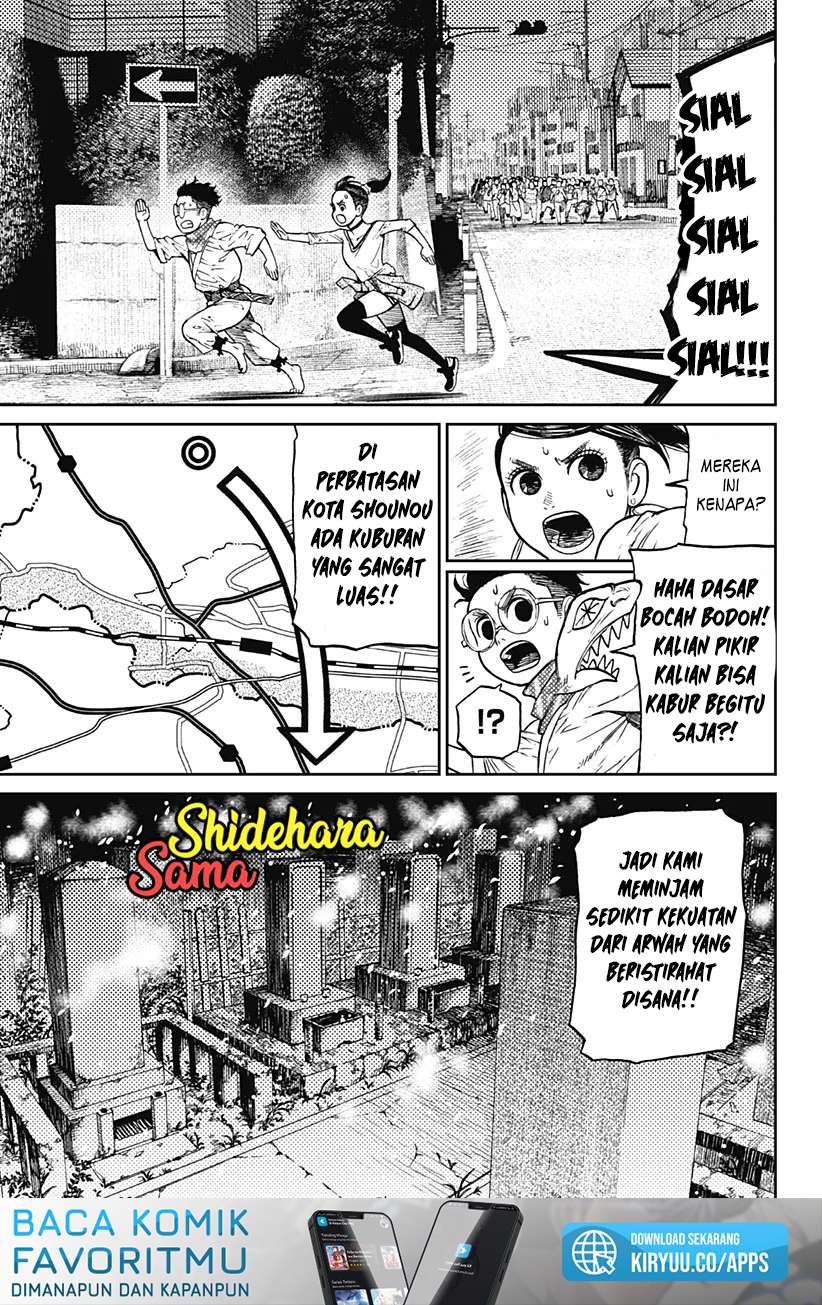 SIAL
SIAL
SIAL
SIAL
SIAL!!!
MEREKA
INI
KENAPA?
HAHA DASAR
BOCAH BODOH!
KALIAN PIKIR
KALIAN BISA
KABUR BEGITU
SAJA?!
!?
DI
PERBATASAN
KOTA SHOUNOU
ADA KUBURAN
YANG SANGAT
LUAS!!
Shidehara
Sama
JADI KAMI
MEMINJAM
SEDIKIT KEKUATAN
DARI ARWAH YANG
BERISTIRAHAT
DISANA!!
BACA KOMIK
FAVORITMU
DIMANAPUN DAN KAPANPUN
DOWNLOAD SEKARANG
KIRYUU.CO/APPS